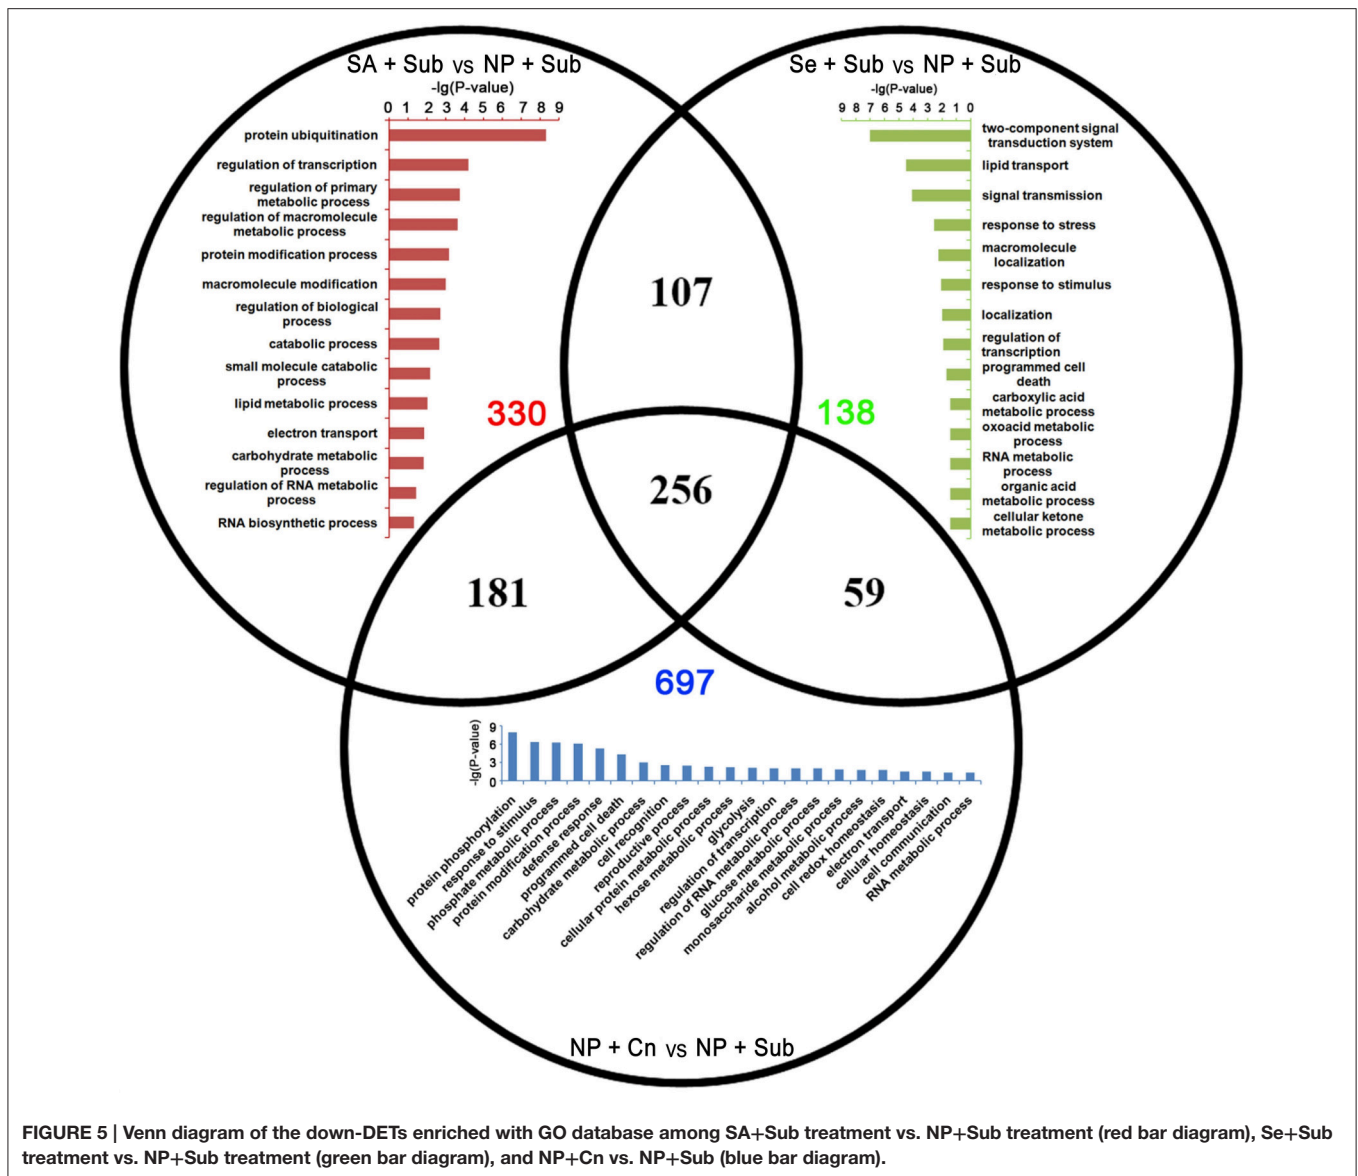 SA + Sub vs NP + Sub
-lg(P-value)
0 1 2 3 4 5 6 7 8 9
protein ubiquitination
regulation of transcription
regulation of primary
metabolic process
regulation of macromolecule
metabolic process
protein modification process
macromolecule modification
regulation of biological
process
catabolic process
small molecule catabolic
process
lipid metabolic process
electron transport
carbohydrate metabolic
process
regulation of RNA metabolic
process
RNA biosynthetic process
330
Se + Sub vs NP + Sub
-lg(P-value)
9 8 7 6 5 4 3 2 1 0
two-component signal
transduction system
lipid transport
signal transmission
response to stress
macromolecule
localization
response to stimulus
localization
regulation of
transcription
programmed cell
death
carboxylic acid
metabolic process
oxoacid metabolic
process
RNA metabolic
process
organic acid
metabolic process
cellular ketone
metabolic process
138
107
256
181
59
697
-lg(P-value)
9
6
3
0
protein phosphorylation
response to stimulus
phosphate metabolic process
protein modification process
defense response
programmed cell death
carbohydrate metabolic process
cell recognition
reproductive process
cellular protein metabolic process
hexose metabolic process
glycolysis
regulation of transcription
regulation of RNA metabolic process
glucose metabolic process
monosaccharide metabolic process
alcohol metabolic process
cell redox homeostasis
electron transport
cellular homeostasis
cell communication
RNA metabolic process
NP + Cn vs NP + Sub
FIGURE 5 | Venn diagram of the down-DETs enriched with GO database among SA+Sub treatment vs. NP+Sub treatment (red bar diagram), Se+Sub
treatment vs. NP+Sub treatment (green bar diagram), and NP+Cn vs. NP+Sub (blue bar diagram).